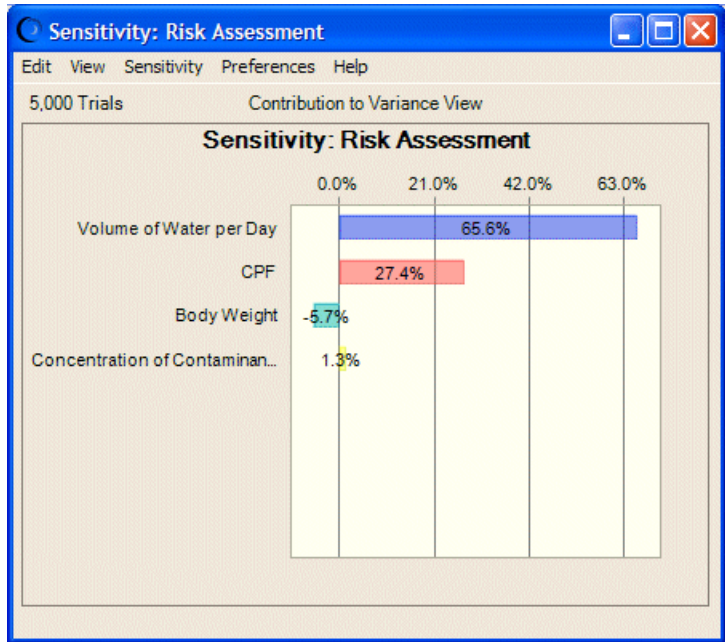 Sensitivity: Risk Assessment
Edit View Sensitivity Preferences Help
5,000 Trials Contribution to Variance View
Sensitivity: Risk Assessment
0.0% 21.0% 42.0% 63.0%
Volume of Water per Day 65.6%
CPF 27.4%
Body Weight -5.7%
Concentration of Contaminan... 1.3%